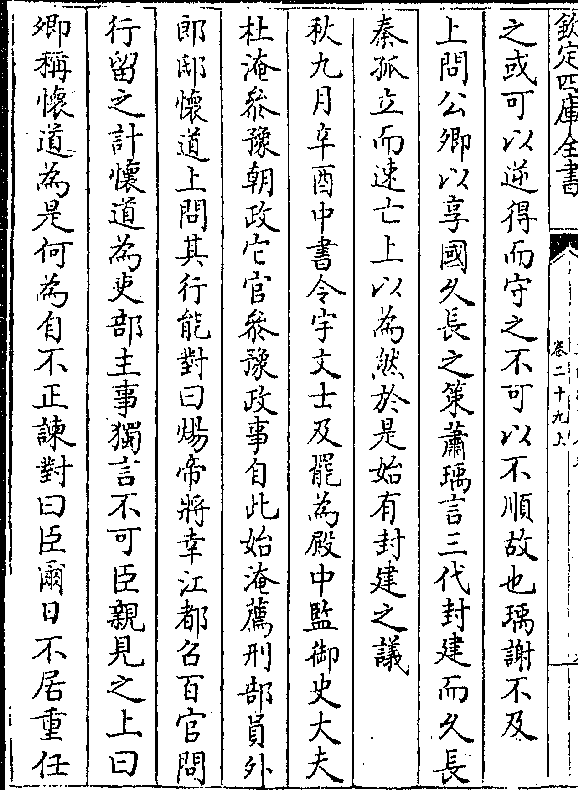 欽定四庫全書
卷二十九上
之或可以逆得而守之不可以不順故也瑀謝不及
上問公卿以享國久長之策蕭瑀言三代封建而久長
秦孤立而速亡上以為然於是始有封建之議
秋九月辛酉中書令宇文士及罷為殿中監御史大夫
杜淹參豫朝政它官參豫政事自此始淹薦刑部員外
郎邸懷道上問其行能對曰煬帝將幸江都召百官問
行留之計懷道為吏部主事獨言不可臣親見之上曰
卿稱懷道為是何為自不正諫對曰臣爾日不居重任